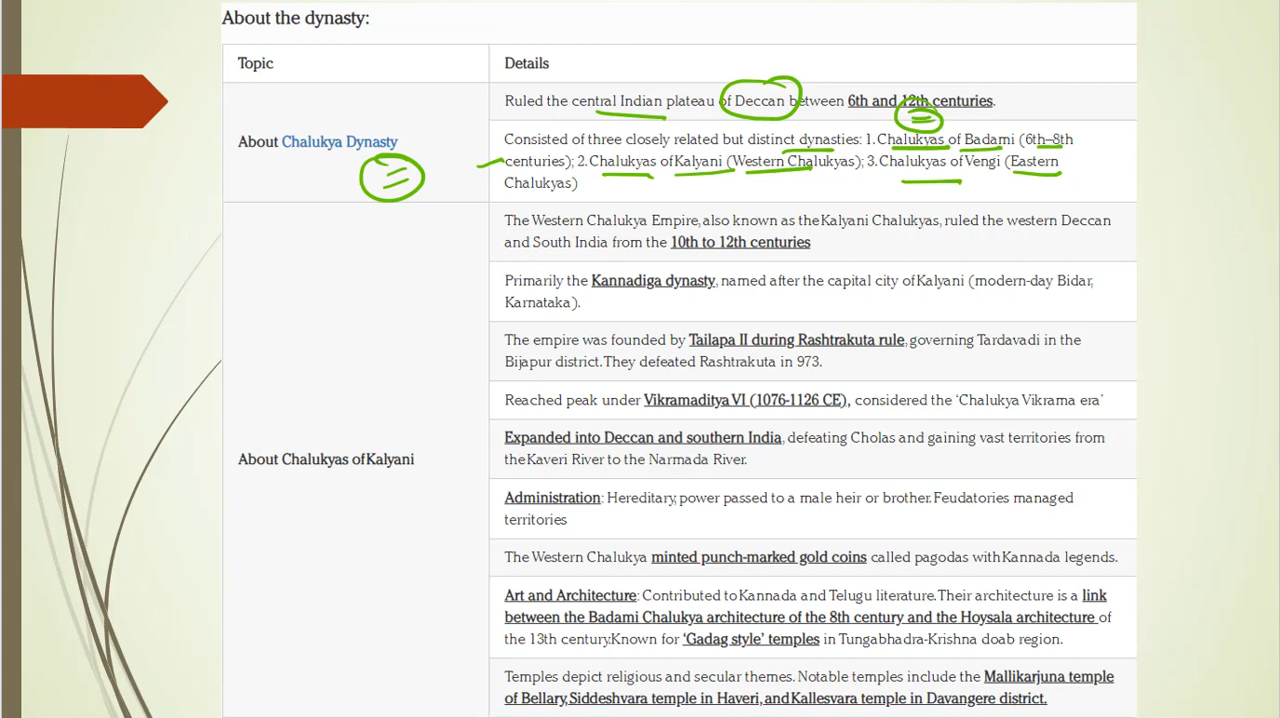 About the dynasty:
Topic
Details
About Chalukya Dynasty
Ruled the central Indian plateau of Deccan between 6th and 12th centuries.
Consisted of three closely related but distinct dynasties: 1. Chalukyas of Badami (6th–8th
centuries); 2. Chalukyas of Kalyani (Western Chalukyas); 3. Chalukyas of Vengi (Eastern
Chalukyas)
About Chalukyas of Kalyani
The Western Chalukya Empire, also known as the Kalyani Chalukyas, ruled the western Deccan
and South India from the 10th to 12th centuries
Primarily the Kannadiga dynasty, named after the capital city of Kalyani (modern-day Bidar,
Karnataka).
The empire was founded by Tailapa II during Rashtrakuta rule, governing Tardavadi in the
Bijapur district. They defeated Rashtrakuta in 973.
Reached peak under Vikramaditya VI (1076-1126 CE), considered the ‘Chalukya Vikrama era’
Expanded into Deccan and southern India, defeating Cholas and gaining vast territories from
the Kaveri River to the Narmada River.
Administration: Hereditary, power passed to a male heir or brother. Feudatories managed
territories
The Western Chalukya minted punch-marked gold coins called pagodas with Kannada legends.
Art and Architecture: Contributed to Kannada and Telugu literature. Their architecture is a link
between the Badami Chalukya architecture of the 8th century and the Hoysala architecture of
the 13th century. Known for ‘Gadag style’ temples in Tungabhadra-Krishna doab region.
Temples depict religious and secular themes. Notable temples include the Mallikarjuna temple
of Bellary, Siddeshvara temple in Haveri, and Kallesvara temple in Davangere district.